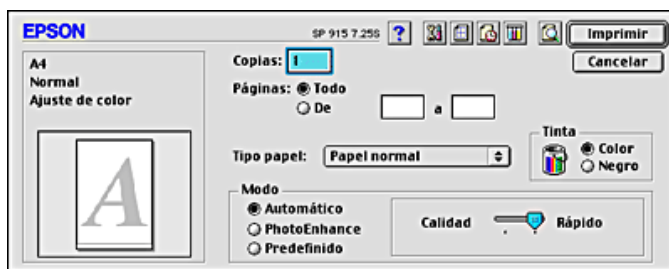 EPSON
SP 915 7.25S
?
Imprimir
Cancelar
A4
Normal
Ajuste de color
A
Copias: 1
Páginas: Todo
De a
Tipo papel: Papel normal
Tinta
Color
Negro
Modo
Automático
PhotoEnhance
Predefinido
Calidad Rápido